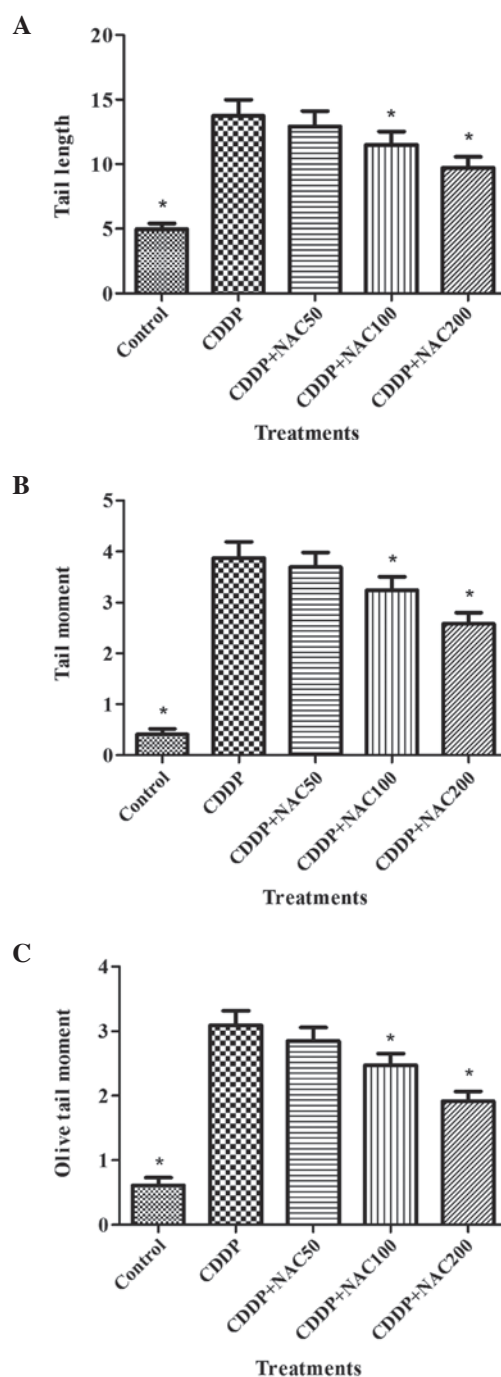 A
Tail length
20
15
10
5
0
*
*
*
Control
CDDP
CDDP+NAC50
CDDP+NAC100
CDDP+NAC200
Treatments
B
Tail moment
5
4
3
2
1
0
*
*
*
Control
CDDP
CDDP+NAC50
CDDP+NAC100
CDDP+NAC200
Treatments
C
Olive tail moment
4
3
2
1
0
*
*
*
Control
CDDP
CDDP+NAC50
CDDP+NAC100
CDDP+NAC200
Treatments